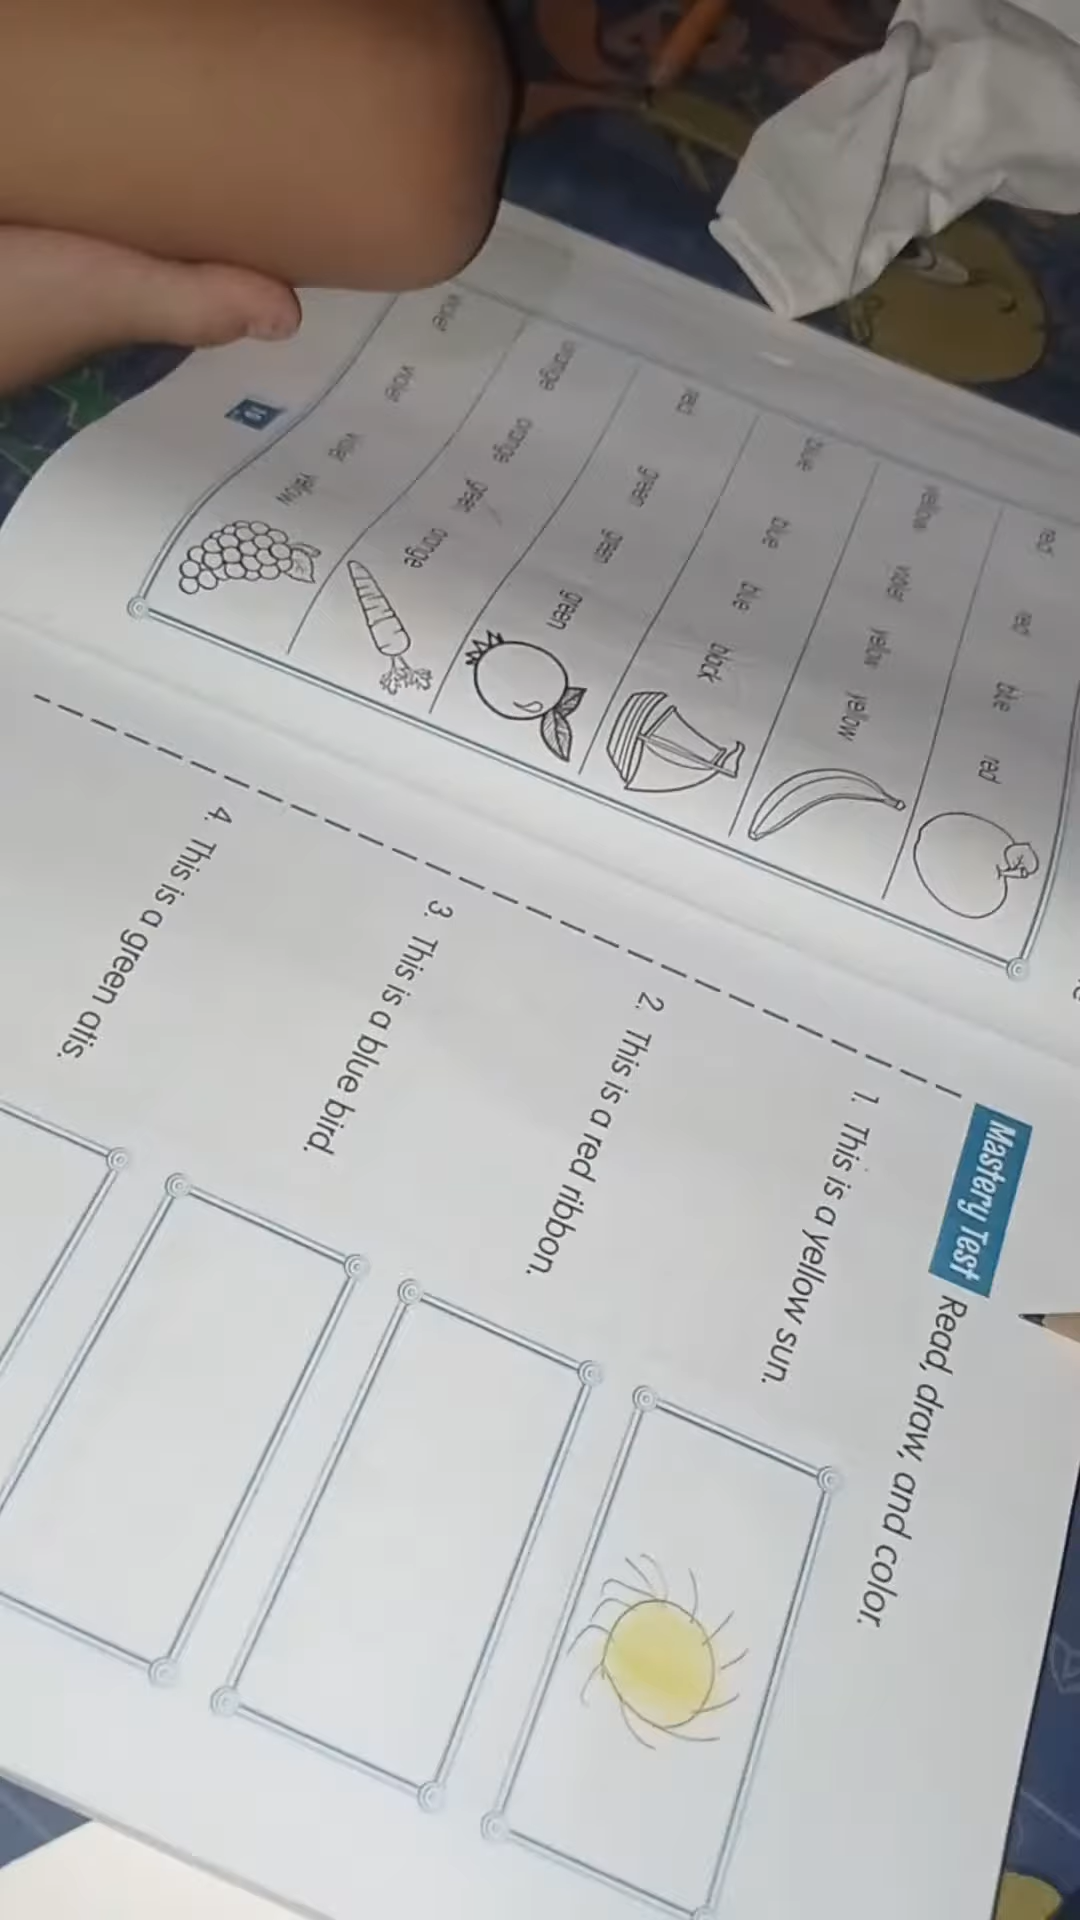 red red blue red
yellow violet yellow yellow
blue blue blue black
red green green green
orange orange green orange
violet violet violet yellow
10
Mastery Test Read, draw, and color.
1. This is a yellow sun.
2. This is a red ribbon.
3. This is a blue bird.
4. This is a green atis.